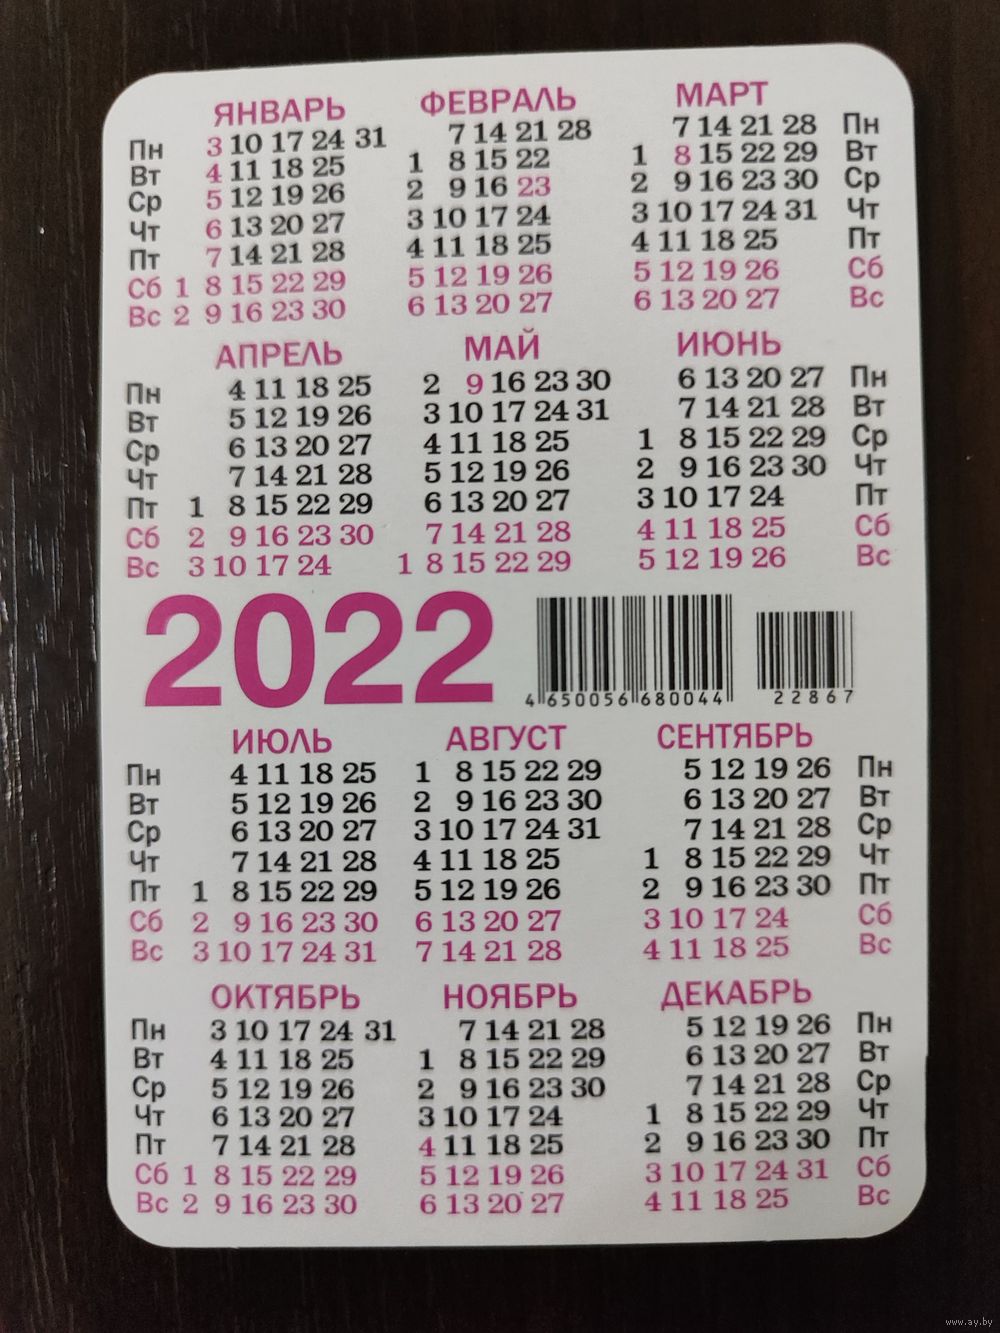 ЯНВАРЬ ФЕВРАЛЬ МАРТ
Пн 3 10 17 24 31 7 14 21 28 7 14 21 28 Пн
Вт 4 11 18 25 1 8 15 22 1 8 15 22 29 Вт
Ср 5 12 19 26 2 9 16 23 2 9 16 23 30 Ср
Чт 6 13 20 27 3 10 17 24 3 10 17 24 31 Чт
Пт 7 14 21 28 4 11 18 25 4 11 18 25 Пт
Сб 1 8 15 22 29 5 12 19 26 5 12 19 26 Сб
Вс 2 9 16 23 30 6 13 20 27 6 13 20 27 Вс
АПРЕЛЬ МАЙ ИЮНЬ
Пн 4 11 18 25 2 9 16 23 30 6 13 20 27 Пн
Вт 5 12 19 26 3 10 17 24 31 7 14 21 28 Вт
Ср 6 13 20 27 4 11 18 25 1 8 15 22 29 Ср
Чт 7 14 21 28 5 12 19 26 2 9 16 23 30 Чт
Пт 1 8 15 22 29 6 13 20 27 3 10 17 24 Пт
Сб 2 9 16 23 30 7 14 21 28 4 11 18 25 Сб
Вс 3 10 17 24 1 8 15 22 29 5 12 19 26 Вс
2022 4 650056 680044 22867
ИЮЛЬ АВГУСТ СЕНТЯБРЬ
Пн 4 11 18 25 1 8 15 22 29 5 12 19 26 Пн
Вт 5 12 19 26 2 9 16 23 30 6 13 20 27 Вт
Ср 6 13 20 27 3 10 17 24 31 7 14 21 28 Ср
Чт 7 14 21 28 4 11 18 25 1 8 15 22 29 Чт
Пт 1 8 15 22 29 5 12 19 26 2 9 16 23 30 Пт
Сб 2 9 16 23 30 6 13 20 27 3 10 17 24 Сб
Вс 3 10 17 24 31 7 14 21 28 4 11 18 25 Вс
ОКТЯБРЬ НОЯБРЬ ДЕКАБРЬ
Пн 3 10 17 24 31 7 14 21 28 5 12 19 26 Пн
Вт 4 11 18 25 1 8 15 22 29 6 13 20 27 Вт
Ср 5 12 19 26 2 9 16 23 30 7 14 21 28 Ср
Чт 6 13 20 27 3 10 17 24 1 8 15 22 29 Чт
Пт 7 14 21 28 4 11 18 25 2 9 16 23 30 Пт
Сб 1 8 15 22 29 5 12 19 26 3 10 17 24 31 Сб
Вс 2 9 16 23 30 6 13 20 27 4 11 18 25 Вс
www.ay.by